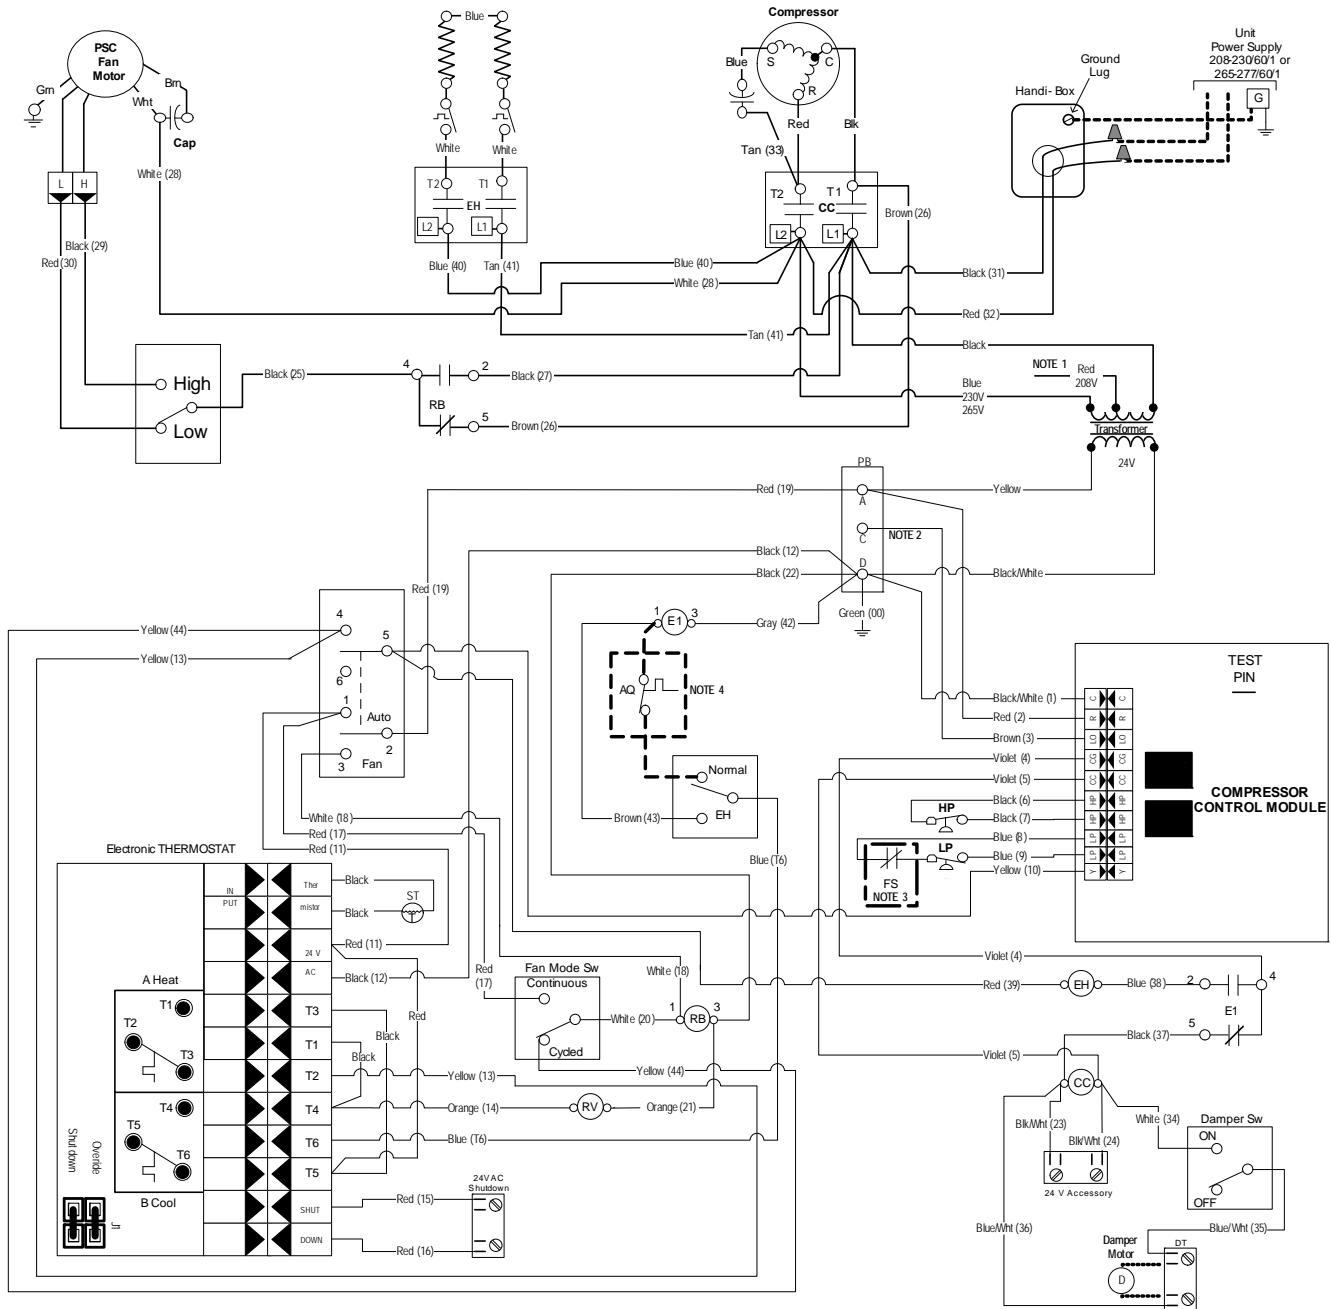 Blue
Compressor
Unit
Power Supply
208-230/60/1 or
265-277/60/1
PSC
Fan
Motor
Grn
Brn
Wht
Cap
Blue
S
C
R
Ground
Lug
Handi- Box
G
Red
Blk
White
White
Tan (33)
White (28)
L
H
T2
T1
EH
L2
L1
T2
T1
CC
L2
L1
Brown (26)
Black (29)
Red (30)
Blue (40)
Tan (41)
Blue (40)
White (28)
Black (31)
Red (32)
Tan (41)
Black
High
Low
Black (25)
4
2
Black (27)
RB
5
Brown (26)
NOTE 1
Red
208V
Blue
230V
265V
Transformer
24V
PB
Red (19)
A
Yellow
C
NOTE 2
Black (12)
Black (22)
D
Black/White
Red (19)
Green (00)
1
E1
3
Gray (42)
4
Yellow (44)
5
Yellow (13)
6
1
Auto
2
3
Fan
AQ
NOTE 4
Normal
EH
Brown (43)
Blue (T6)
TEST
PIN
Black/White (1)
C
C
Red (2)
R
R
Brown (3)
LO
LO
Violet (4)
CG
CG
Violet (5)
CC
CC
Black (6)
HP
HP
Black (7)
HP
HP
Blue (8)
LP
LP
Blue (9)
LP
LP
Yellow (10)
Y
Y
COMPRESSOR
CONTROL MODULE
HP
LP
FS
NOTE 3
White (18)
Red (17)
Red (11)
Electronic THERMOSTAT
IN
PUT
Ther
mistor
24 V
AC
T3
T1
T2
T4
T6
T5
SHUT
DOWN
Black
Black
ST
Red (11)
Black (12)
Red
Black
Black
Yellow (13)
Orange (14)
RV
Orange (21)
Blue (T6)
Red (15)
Red (16)
24V AC
Shutdown
A Heat
T1
T2
T3
T4
T5
T6
B Cool
Shut down
Overide
J1
Red
(17)
Fan Mode Sw
Continuous
Cycled
White (18)
White (20)
1
RB
3
Yellow (44)
Violet (4)
Red (39)
EH
Blue (38)
2
4
E1
5
Black (37)
Violet (5)
CC
Blk/Wht (23)
Blk/Wht (24)
White (34)
24 V Accessory
Damper Sw
ON
OFF
Blue/Wht (36)
Blue/Wht (35)
Damper
Motor
D
DT